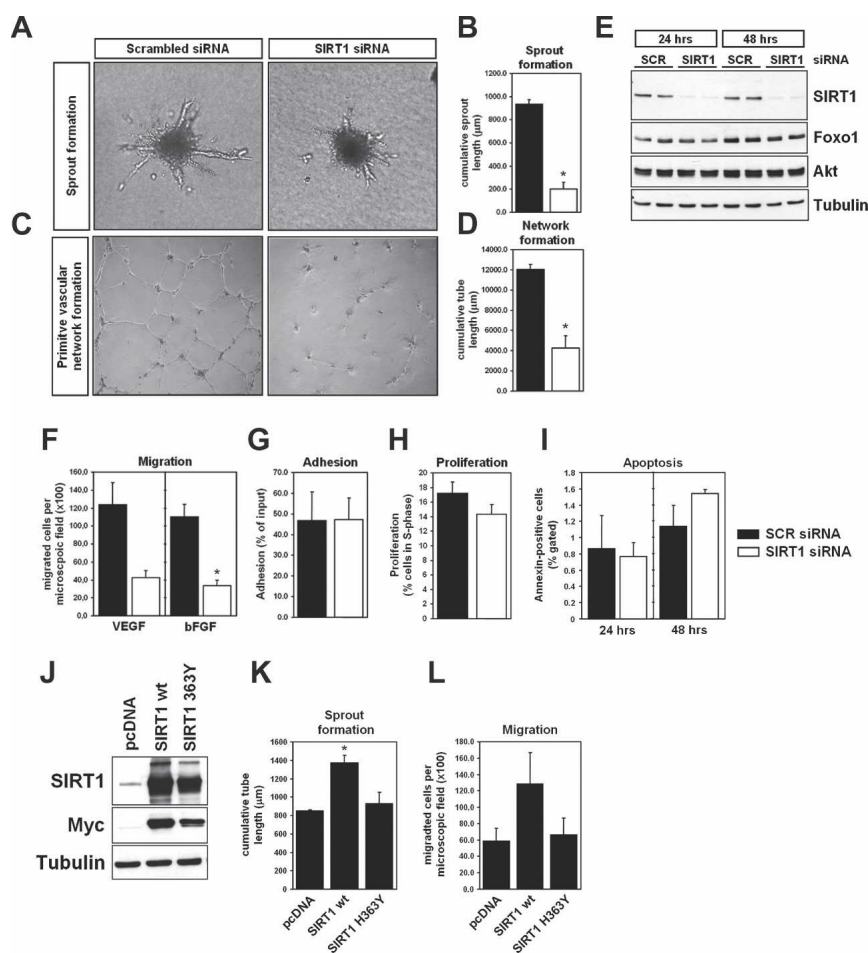 A
Scrambled siRNA
SIRT1 siRNA
Sprout formation
B
Sprout
formation
cumulative sprout
length (µm)
1200.0
1000.0
800.0
600.0
400.0
200.0
0.0
*
C
Primitve vascular
network formation
D
Network
formation
cumulative tube
length (µm)
14000.0
12000.0
10000.0
8000.0
6000.0
4000.0
2000.0
0.0
*
E
24 hrs
48 hrs
SCR
SIRT1
SCR
SIRT1
siRNA
SIRT1
Foxo1
Akt
Tubulin
F
Migration
migrated cells per
microscpoic field (x100)
160.0
140.0
120.0
100.0
80.0
60.0
40.0
20.0
0.0
*
VEGF
bFGF
G
Adhesion
Adhesion (% of input)
70.0
60.0
50.0
40.0
30.0
20.0
10.0
0.0
H
Proliferation
Proliferation
(% cells in S-phase)
20
18
16
14
12
10
8
6
4
2
0
I
Apoptosis
Annexin-positive cells
(% gated)
1.8
1.6
1.4
1.2
1
0.8
0.6
0.4
0.2
0
24 hrs
48 hrs
SCR siRNA
SIRT1 siRNA
J
pcDNA
SIRT1 wt
SIRT1 363Y
SIRT1
Myc
Tubulin
K
Sprout
formation
cumulative tube
length (µm)
1600
1400
1200
1000
800
600
400
200
0
*
pcDNA
SIRT1 wt
SIRT1 H363Y
L
Migration
migradted cells per
microscopic field (x100)
180.0
160.0
140.0
120.0
100.0
80.0
60.0
40.0
20.0
0.0
pcDNA
SIRT1 wt
SIRT1 H363Y